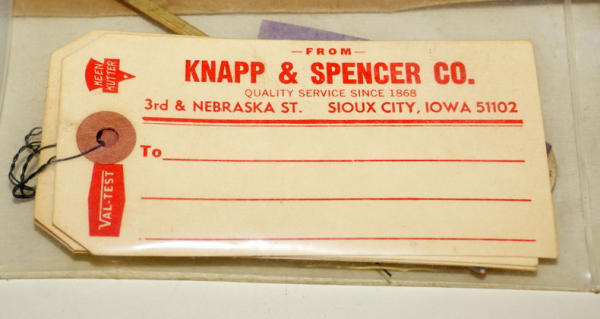 —FROM—
KNAPP & SPENCER CO.
QUALITY SERVICE SINCE 1868
3rd & NEBRASKA ST. SIOUX CITY, IOWA 51102
KEEN
KUTTER
To
VAL-TEST